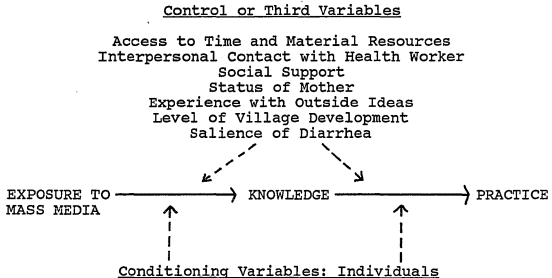 Control or Third Variables
Access to Time and Material Resources
Interpersonal Contact with Health Worker
Social Support
Status of Mother
Experience with Outside Ideas
Level of Village Development
Salience of Diarrhea
EXPOSURE TO KNOWLEDGE PRACTICE
MASS MEDIA
Conditioning Variables: Individuals